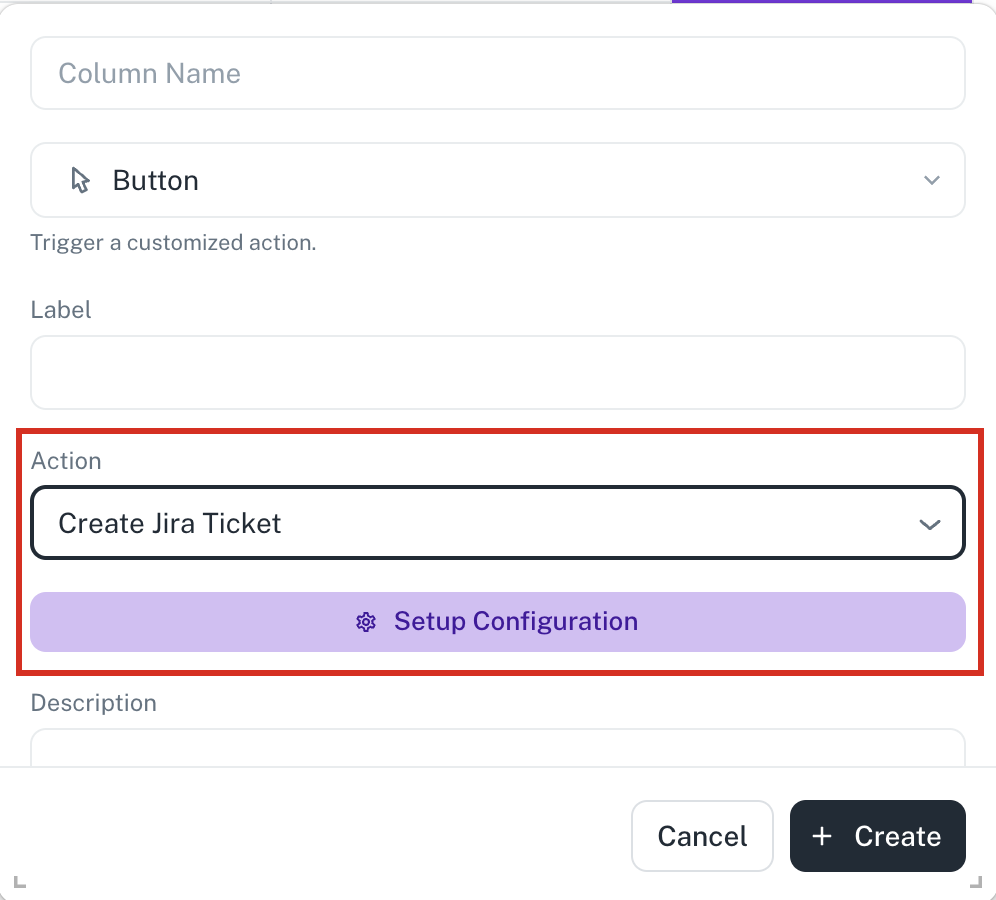 Column Name
Button
Trigger a customized action.
Label
Action
Create Jira Ticket
Setup Configuration
Description
Cancel
+ Create